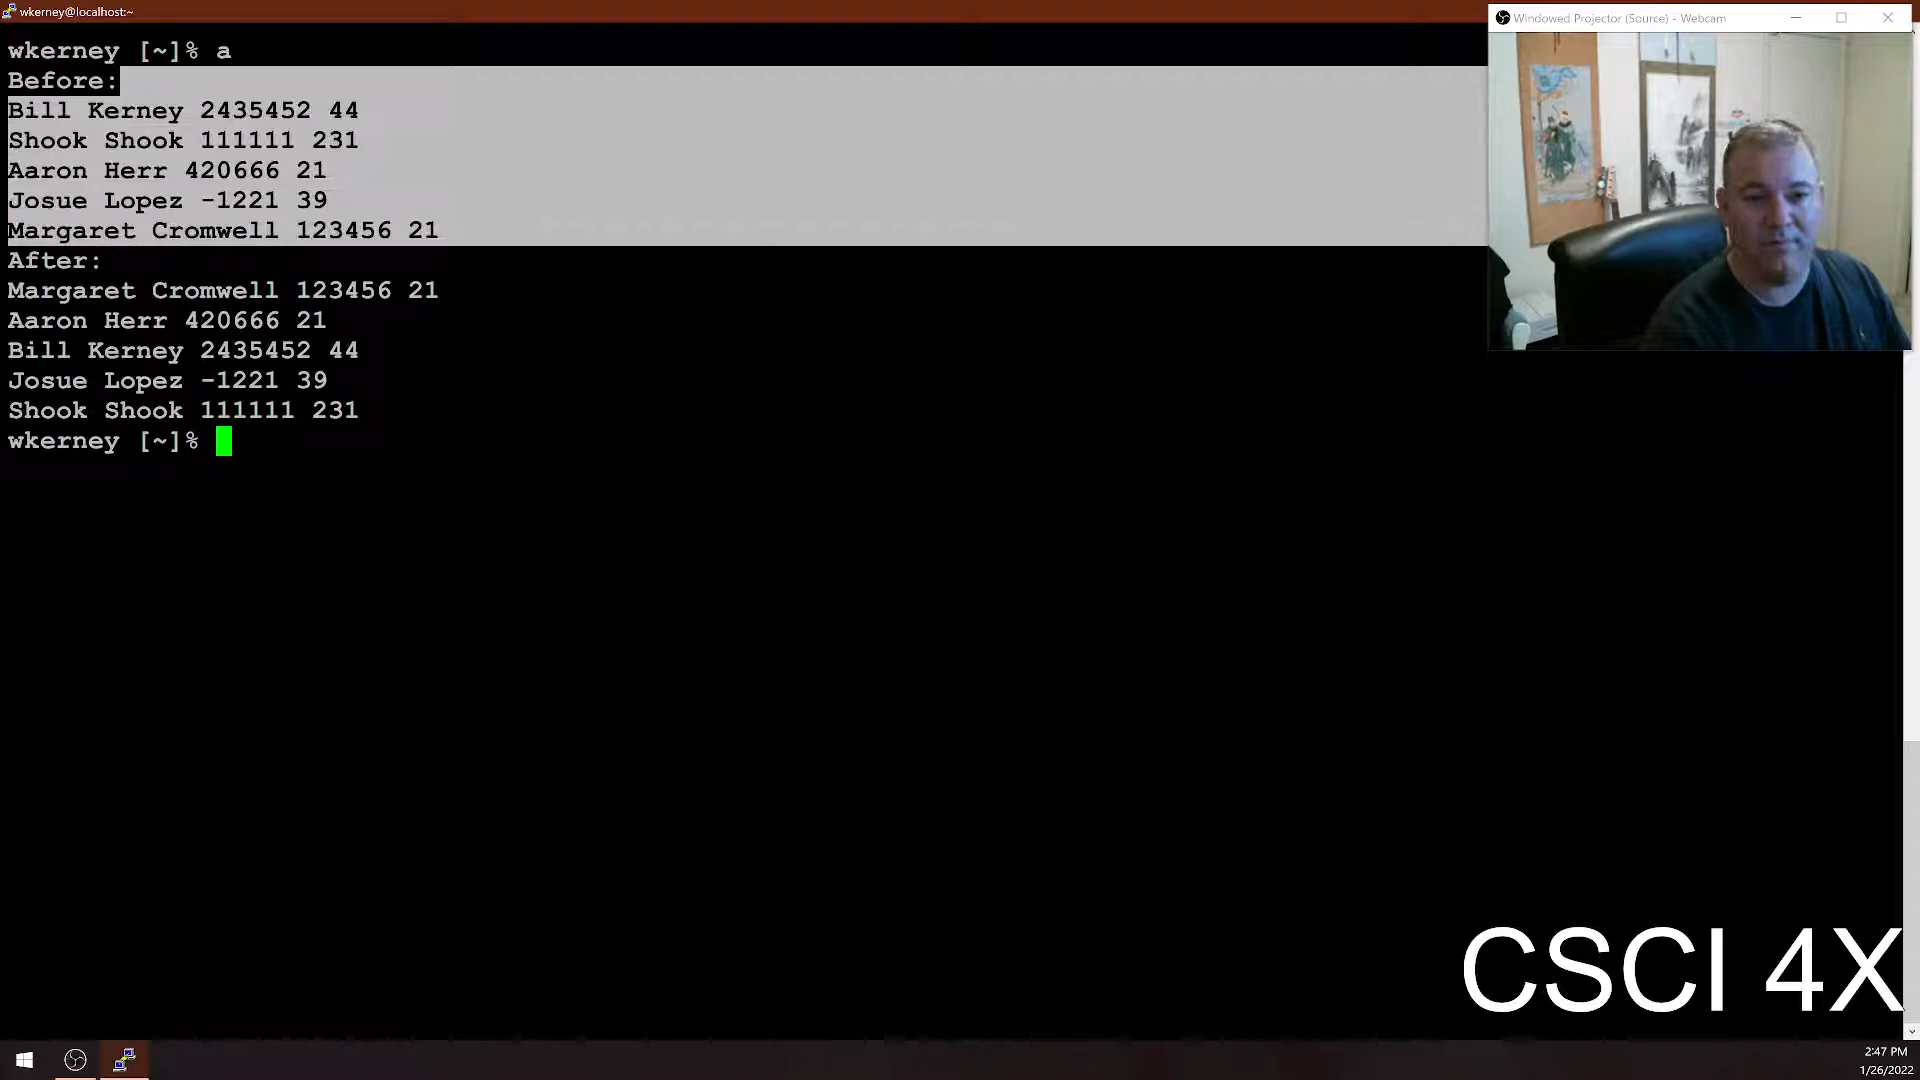 wkerney@localhost:~
Windowed Projector (Source) - Webcam
wkerney [~]% a
Before:
Bill Kerney 2435452 44
Shook Shook 111111 231
Aaron Herr 420666 21
Josue Lopez -1221 39
Margaret Cromwell 123456 21
After:
Margaret Cromwell 123456 21
Aaron Herr 420666 21
Bill Kerney 2435452 44
Josue Lopez -1221 39
Shook Shook 111111 231
wkerney [~]%
CSCI 4X
2:47 PM
1/26/2022